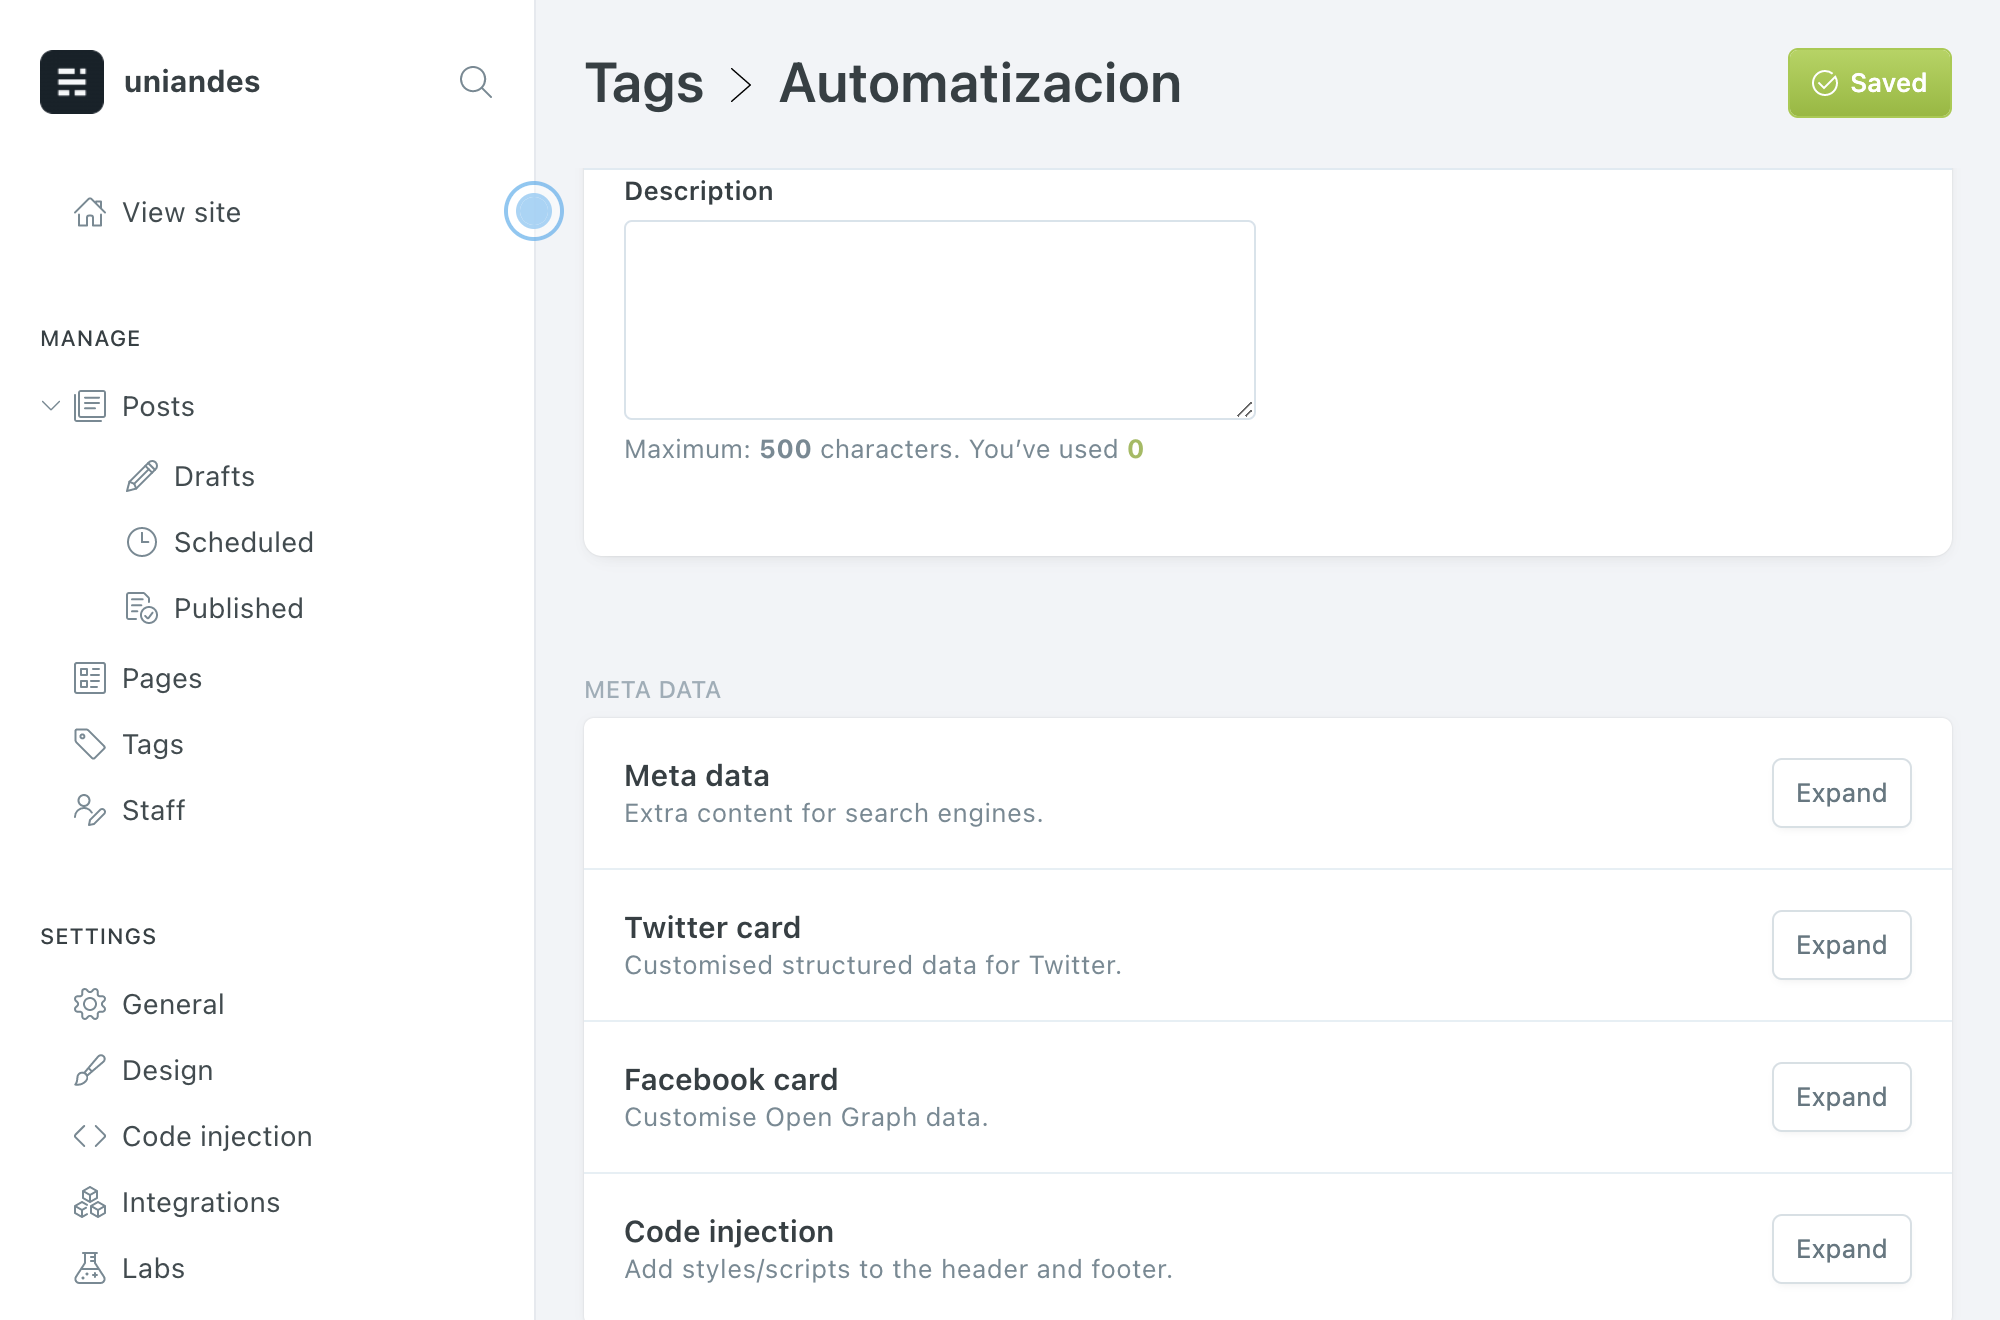 uniandes
View site
MANAGE
Posts
Drafts
Scheduled
Published
Pages
Tags
Staff
SETTINGS
General
Design
Code injection
Integrations
Labs
Tags > Automatizacion
Saved
Description
Maximum: 500 characters. You’ve used 0
META DATA
Meta data
Extra content for search engines.
Expand
Twitter card
Customised structured data for Twitter.
Expand
Facebook card
Customise Open Graph data.
Expand
Code injection
Add styles/scripts to the header and footer.
Expand